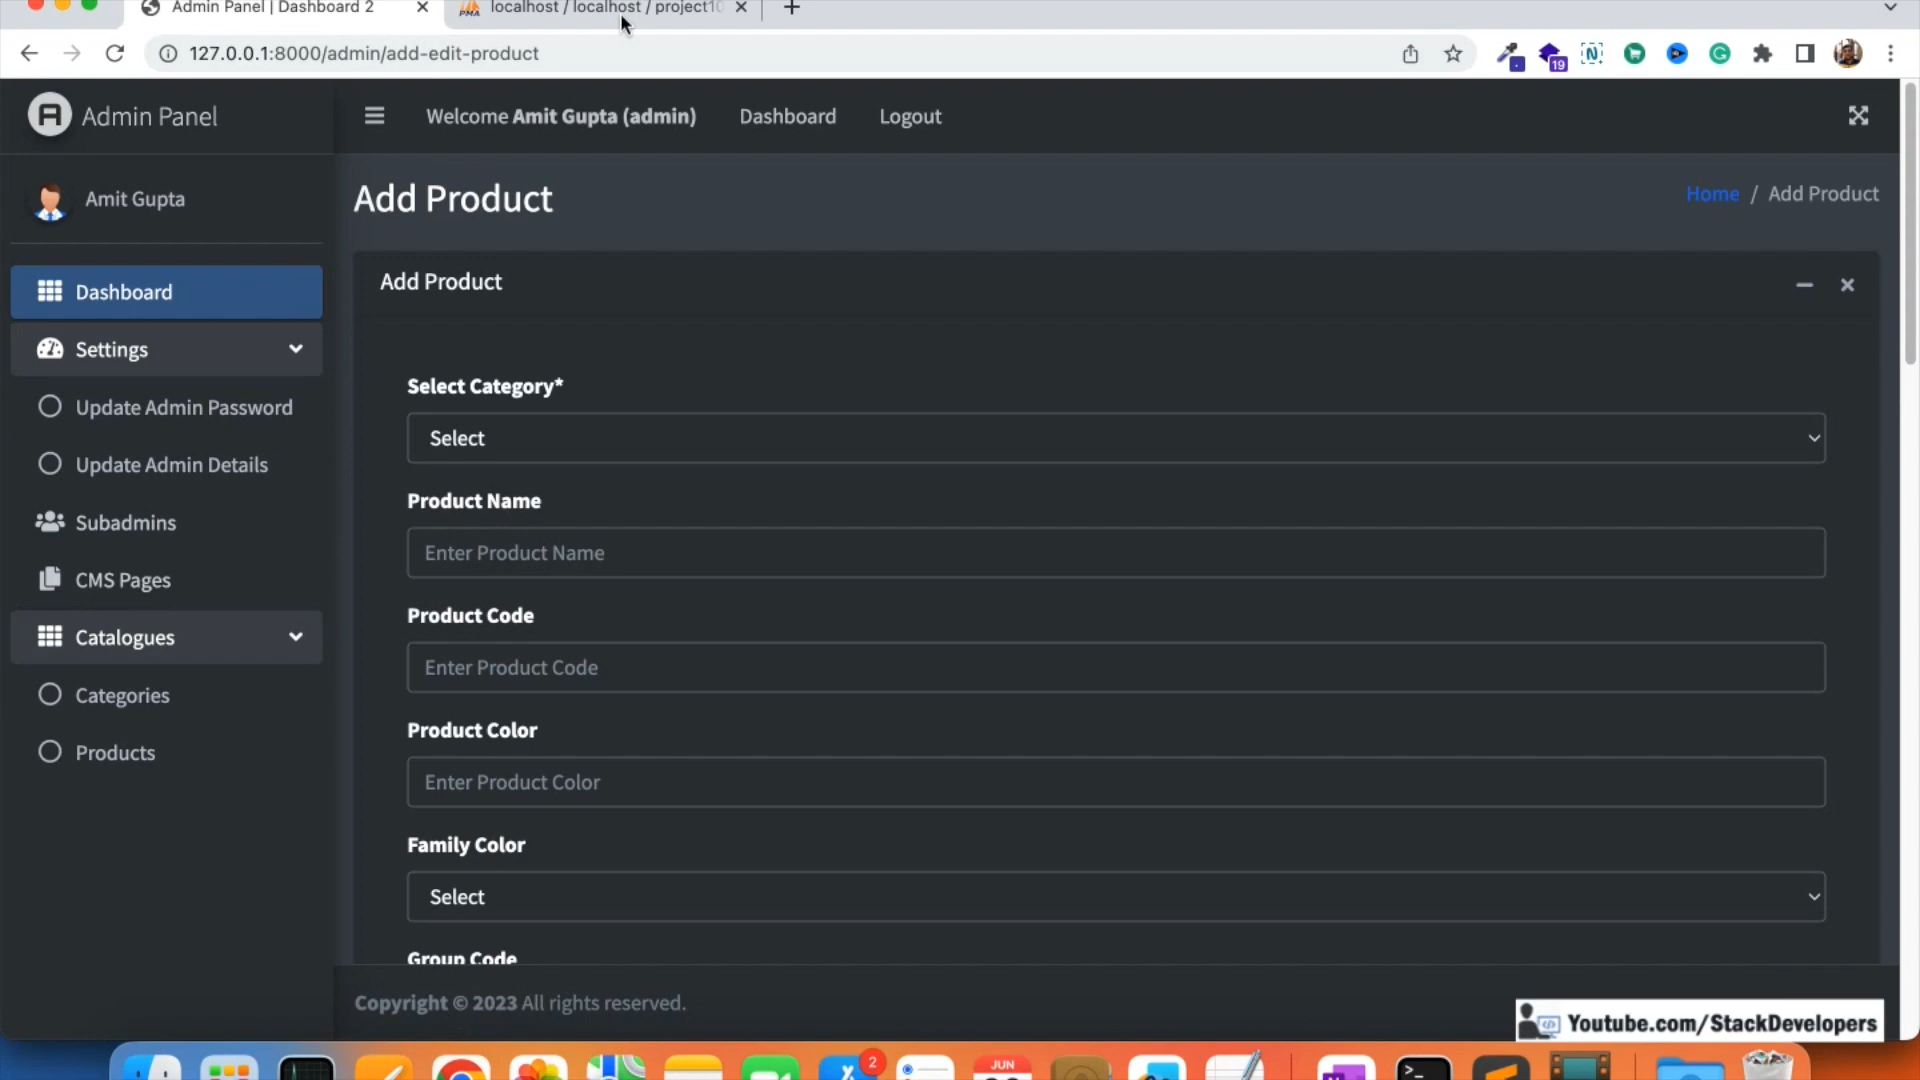 Admin Panel | Dashboard 2
localhost / localhost / project10
127.0.0.1:8000/admin/add-edit-product
19
Admin Panel
Welcome Amit Gupta (admin)
Dashboard
Logout
Amit Gupta
Add Product
Home / Add Product
Add Product
Dashboard
Settings
Update Admin Password
Update Admin Details
Subadmins
CMS Pages
Catalogues
Categories
Products
Select Category*
Select
Product Name
Enter Product Name
Product Code
Enter Product Code
Product Color
Enter Product Color
Family Color
Select
Group Code
Copyright © 2023 All rights reserved.
Youtube.com/StackDevelopers
2
JUN